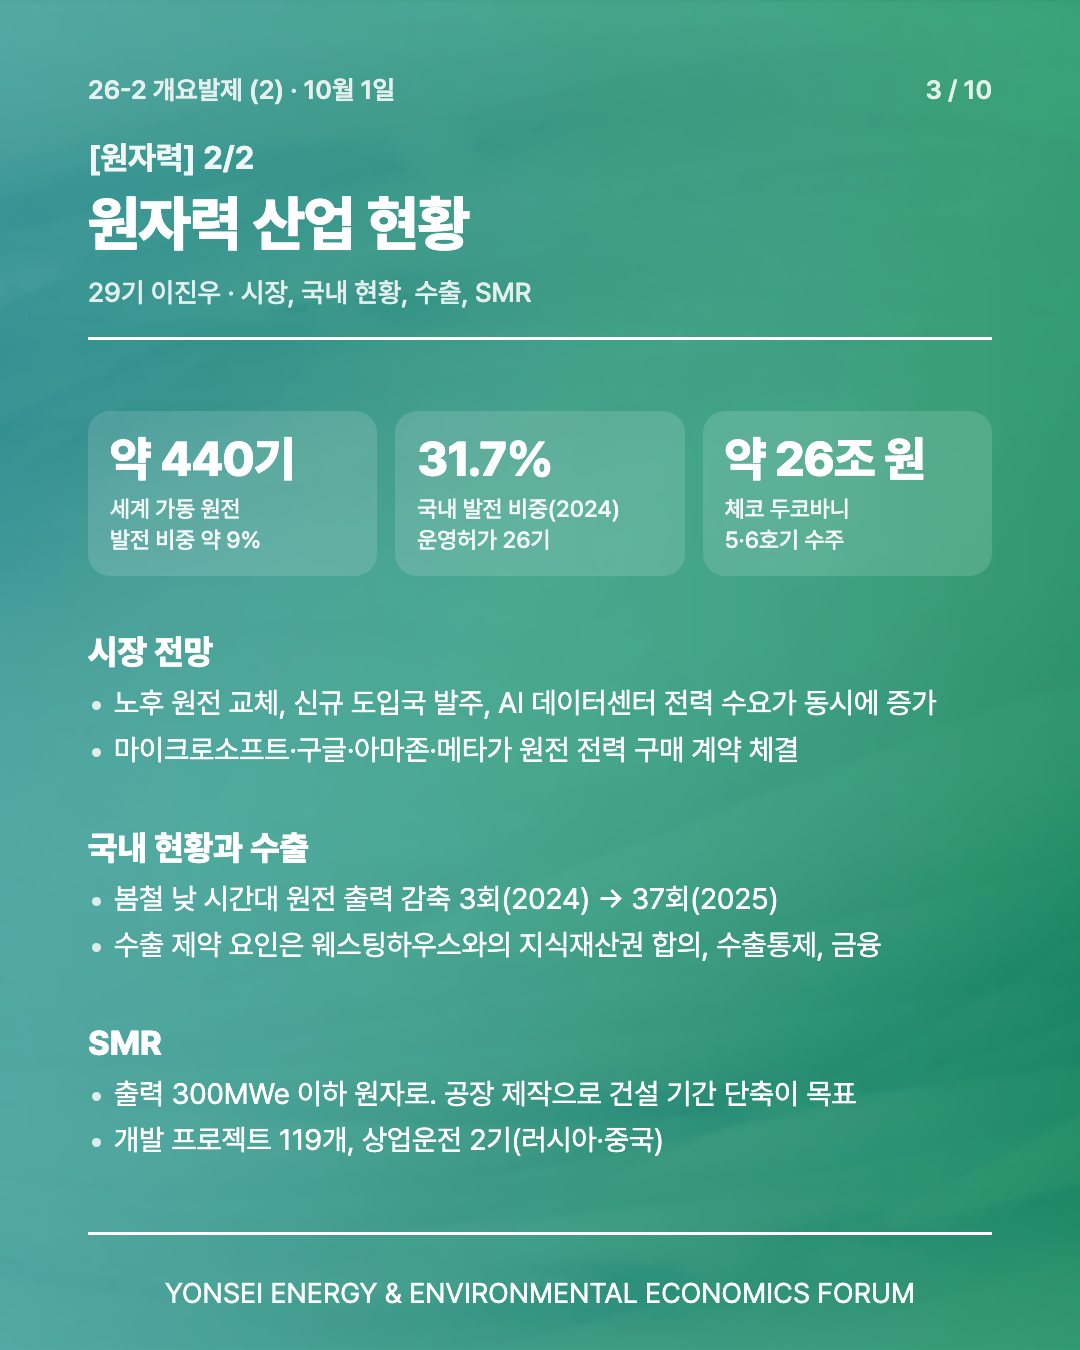 26-2 개요발제 (2) · 10월 1일
3 / 10
[원자력] 2/2
원자력 산업 현황
29기 이진우 · 시장, 국내 현황, 수출, SMR
약 440기
세계 가동 원전
발전 비중 약 9%
31.7%
국내 발전 비중(2024)
운영허가 26기
약 26조 원
체코 두코바니
5·6호기 수주
시장 전망
• 노후 원전 교체, 신규 도입국 발주, AI 데이터센터 전력 수요가 동시에 증가
• 마이크로소프트·구글·아마존·메타가 원전 전력 구매 계약 체결
국내 현황과 수출
• 봄철 낮 시간대 원전 출력 감축 3회(2024) → 37회(2025)
• 수출 제약 요인은 웨스팅하우스와의 지식재산권 합의, 수출통제, 금융
SMR
• 출력 300MWe 이하 원자로. 공장 제작으로 건설 기간 단축이 목표
• 개발 프로젝트 119개, 상업운전 2기(러시아·중국)
YONSEI ENERGY & ENVIRONMENTAL ECONOMICS FORUM